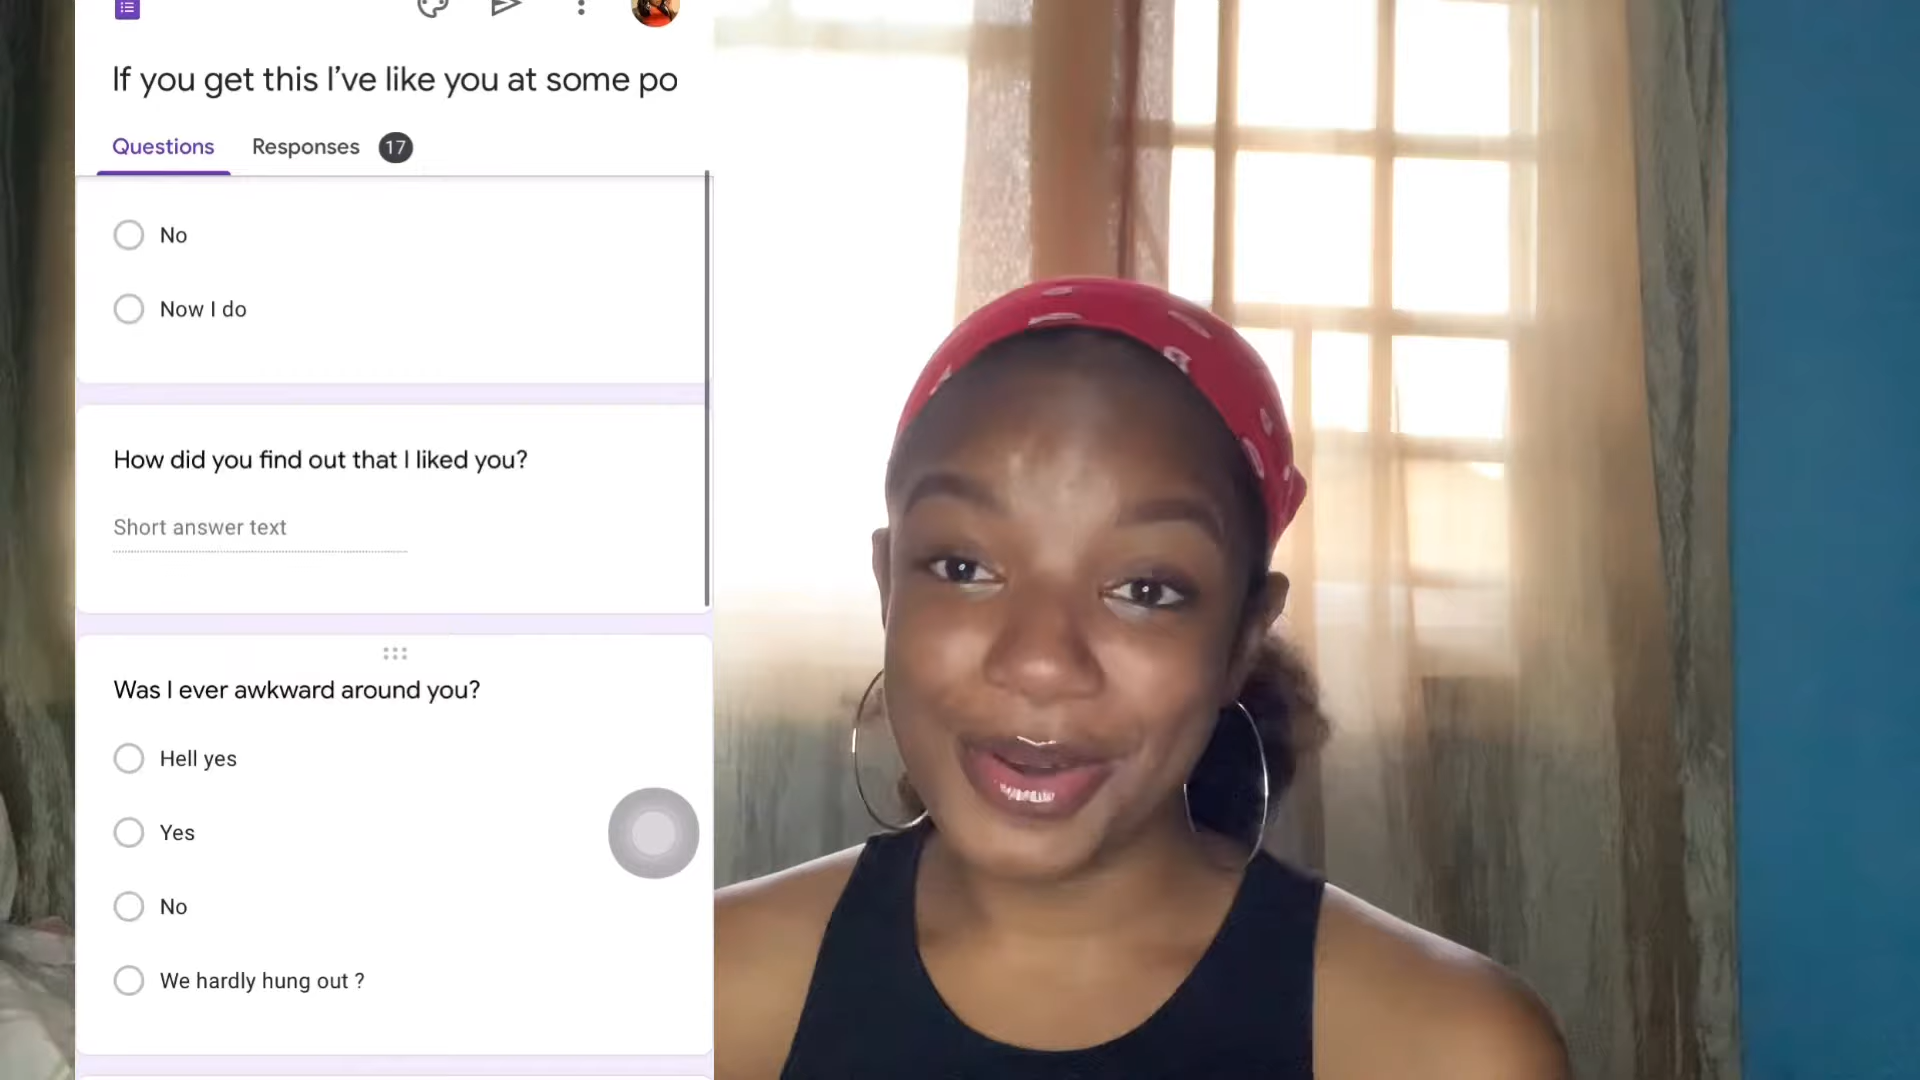 If you get this I’ve like you at some po
Questions Responses 17
No
Now I do
How did you find out that I liked you?
Short answer text
Was I ever awkward around you?
Hell yes
Yes
No
We hardly hung out ?